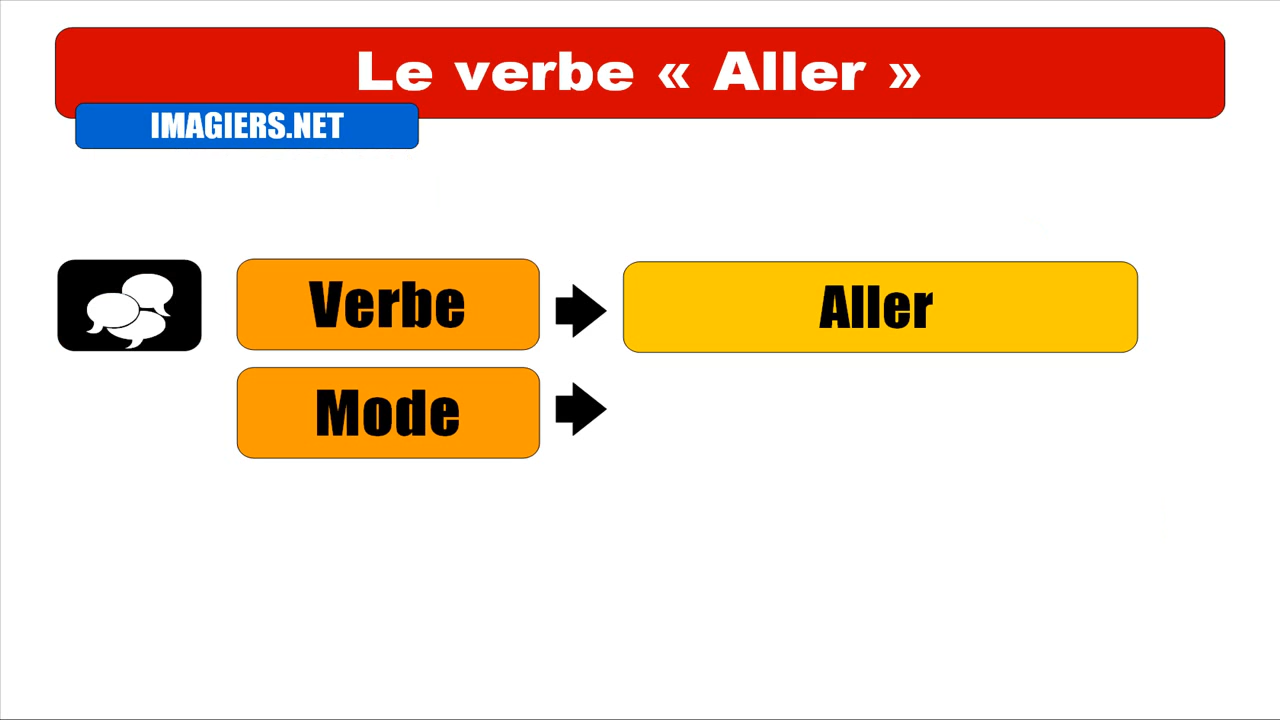 Le verbe « Aller »
IMAGIERS.NET
Verbe
Aller
Mode